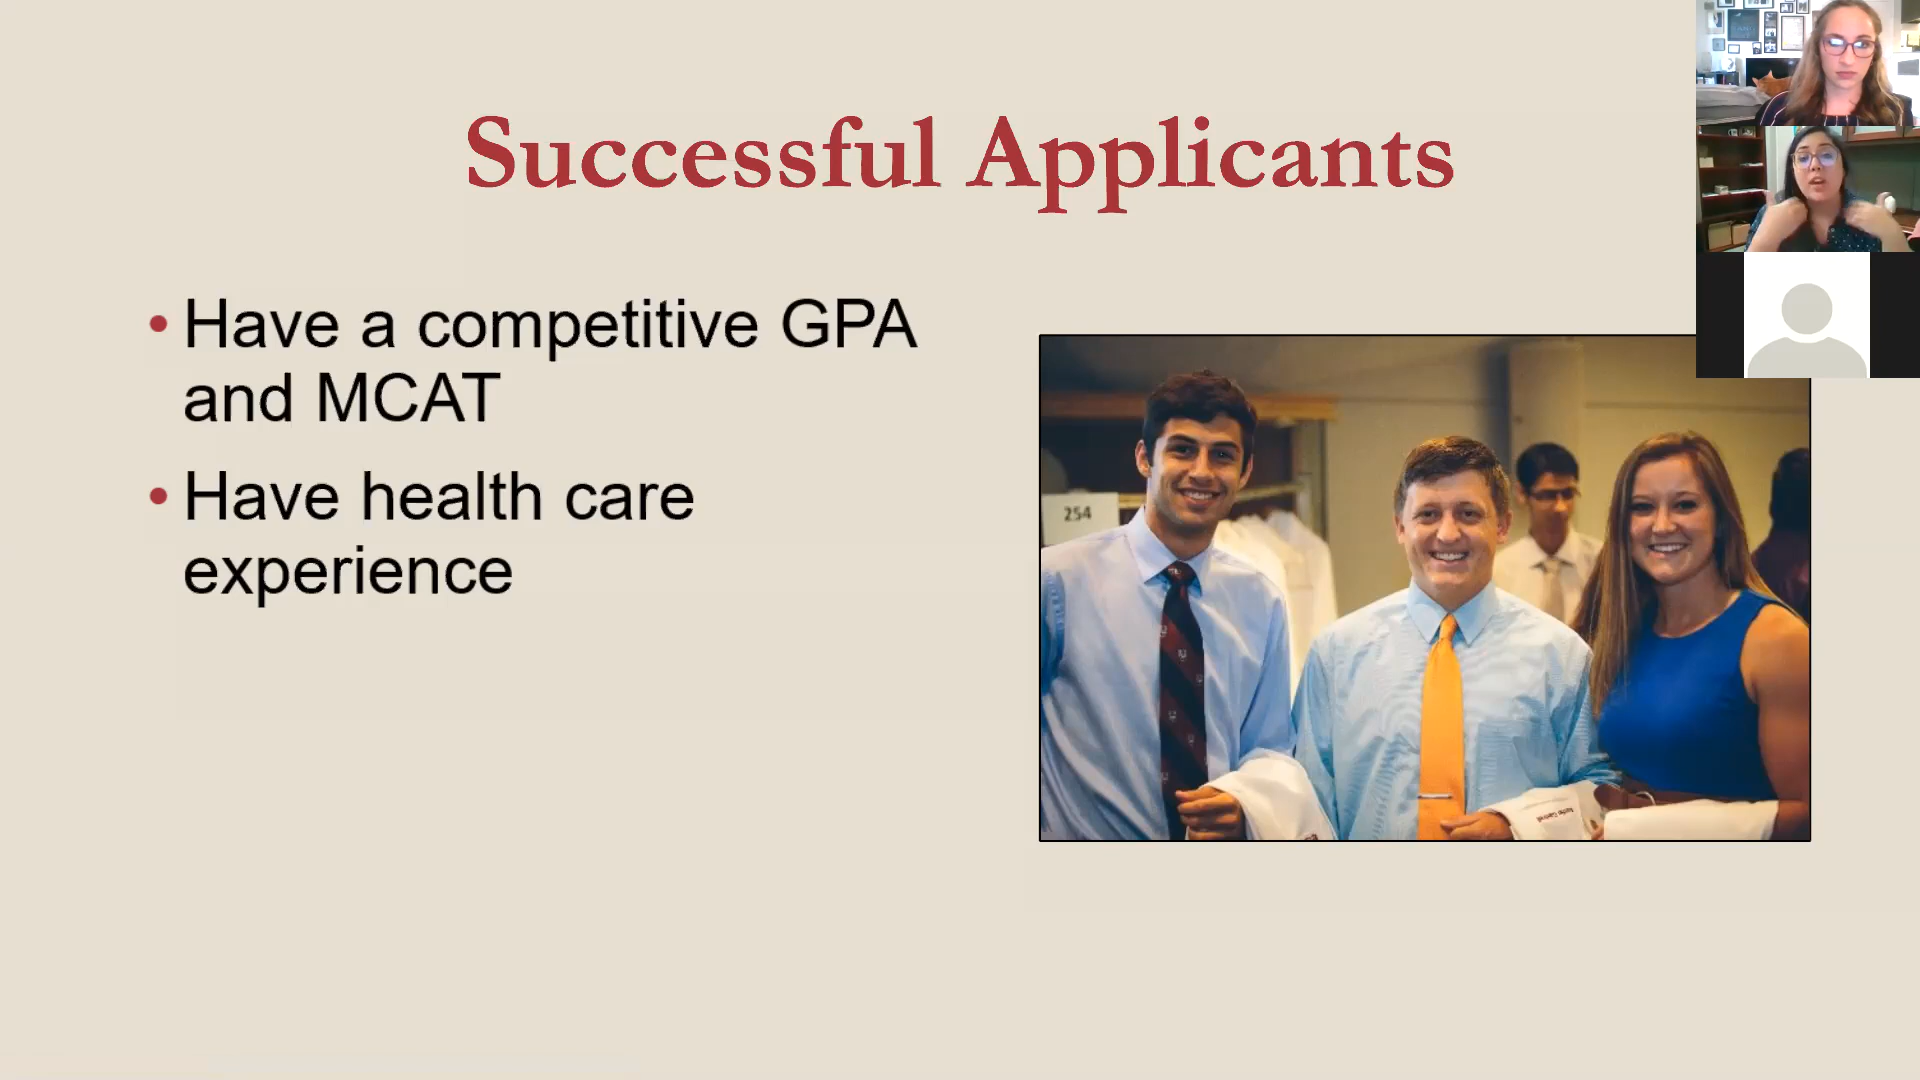 Successful Applicants
• Have a competitive GPA
and MCAT
• Have health care
experience
254